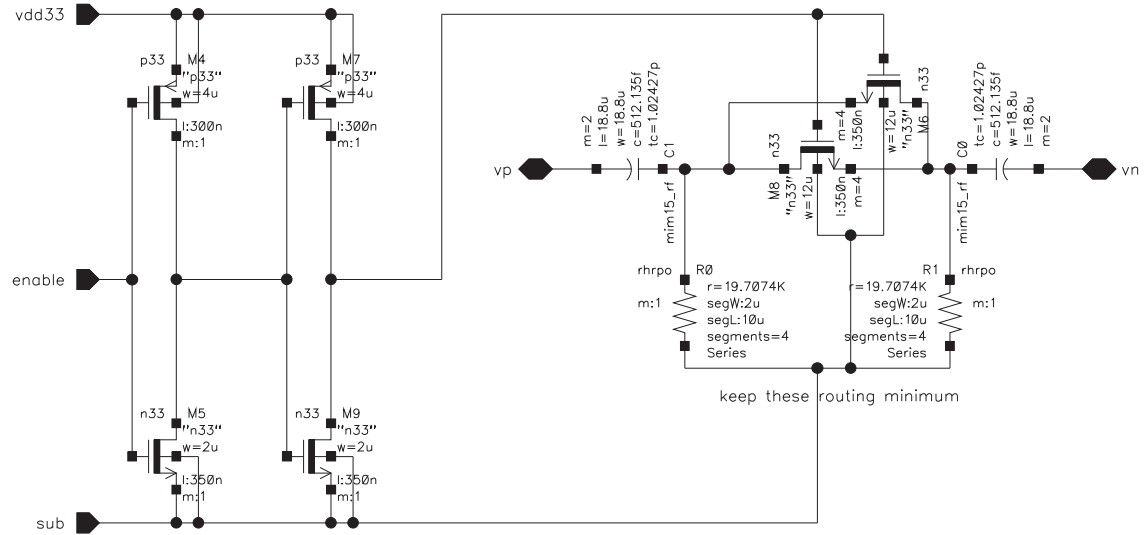 vdd33
p33 M4
"p33"
w=4u
l:300n
m:1
p33 M7
"p33"
w=4u
l:300n
m:1
enable
n33 M5
"n33"
w=2u
l:350n
m:1
n33 M9
"n33"
w=2u
l:350n
m:1
sub
vp
m=2
l=18.8u
w=18.8u
c=512.135f
tc=1.02427p
C1
mim15_rf
n33
M8
"n33"
w=12u
l:350n
m=4
n33
M6
"n33"
w=12u
l:350n
m=4
tc=1.02427p
c=512.135f
w=18.8u
l=18.8u
m=2
C0
mim15_rf
vn
rhrpo R0
m:1
r=19.7074K
segW:2u
segL:10u
segments=4
Series
R1 rhrpo
m:1
r=19.7074K
segW:2u
segL:10u
segments=4
Series
keep these routing minimum